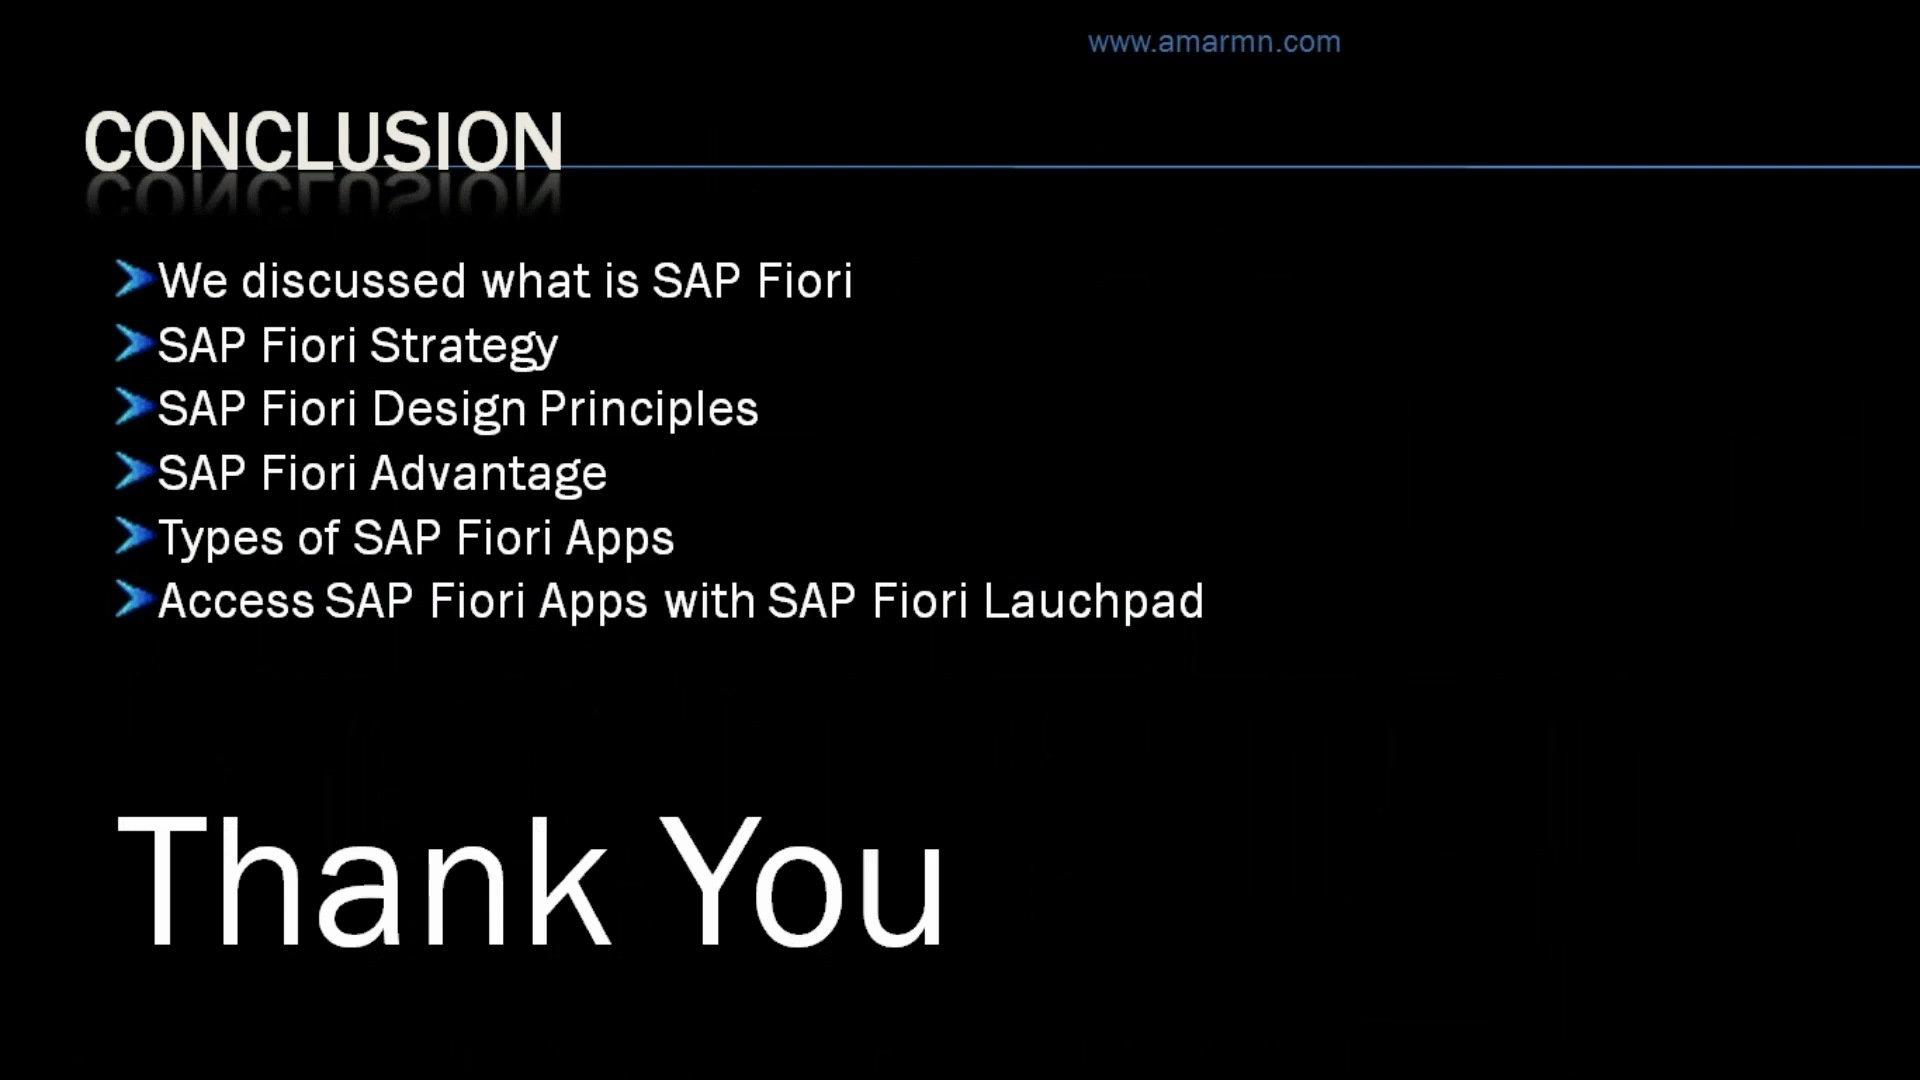 www.amarmn.com
CONCLUSION
We discussed what is SAP Fiori
SAP Fiori Strategy
SAP Fiori Design Principles
SAP Fiori Advantage
Types of SAP Fiori Apps
Access SAP Fiori Apps with SAP Fiori Lauchpad
Thank You